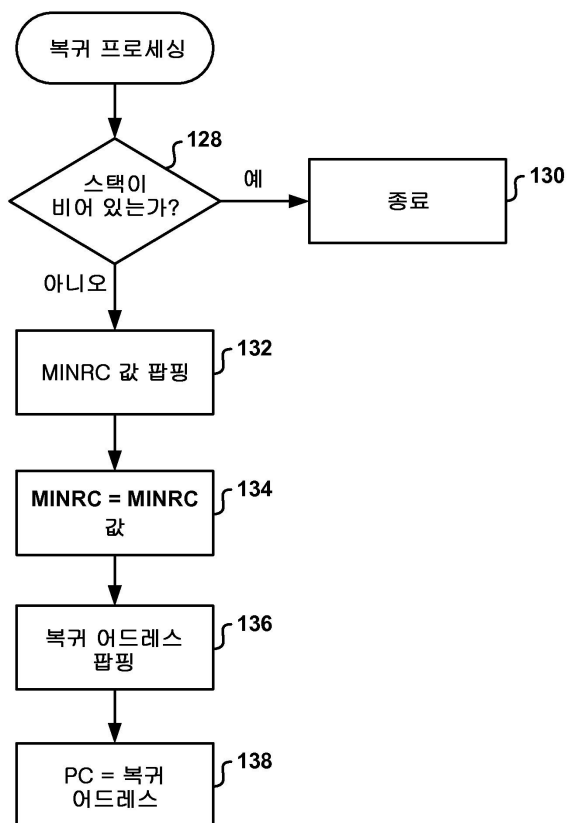 복귀 프로세싱
128
스택이
비어 있는가?
예
종료
130
아니오
MINRC 값 팝핑
132
MINRC = MINRC
값
134
복귀 어드레스
팝핑
136
PC = 복귀
어드레스
138